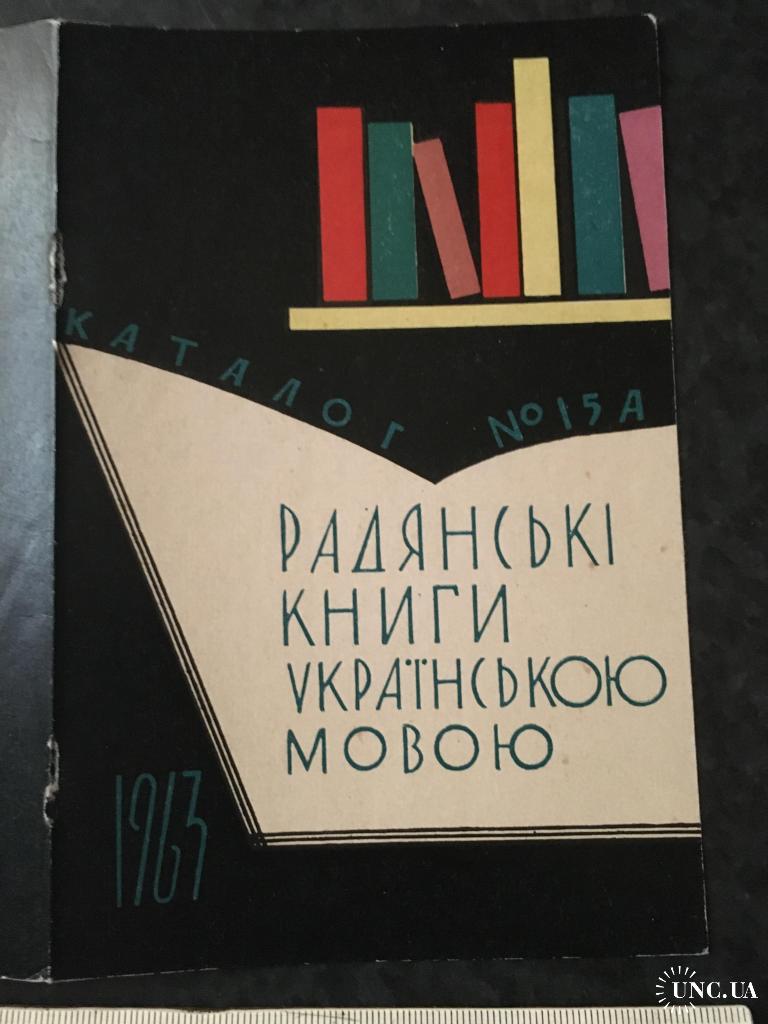 КАТАЛОГ №15А
РАДЯНСЬКІ
КНИГИ
УКРАЇНСЬКОЮ
МОВОЮ
1963
UNC.UA